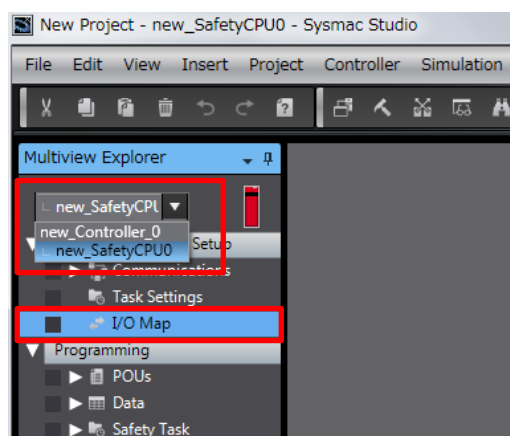 New Project - new_SafetyCPU0 - Sysmac Studio
File Edit View Insert Project Controller Simulation
Multiview Explorer
new_SafetyCPU
new_Controller_0
new_SafetyCPU0
Setup
Communications
Task Settings
I/O Map
Programming
POUs
Data
Safety Task